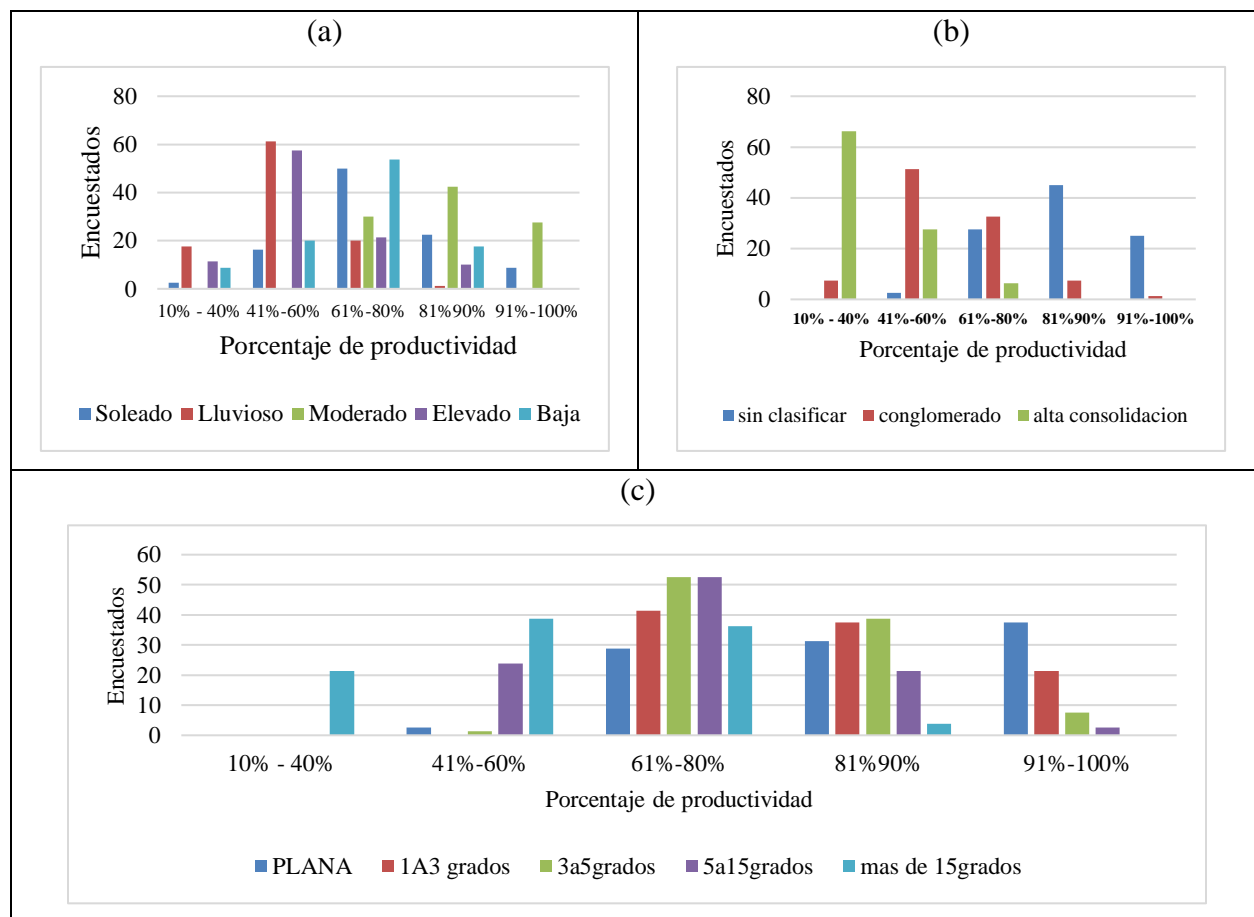 (a)
80
60
40
20
0
Encuestados
10% - 40% 41%-60% 61%-80% 81%90% 91%-100%
Porcentaje de productividad
Soleado Lluvioso Moderado Elevado Baja
(b)
80
60
40
20
0
Encuestados
10% - 40% 41%-60% 61%-80% 81%90% 91%-100%
Porcentaje de productividad
sin clasificar conglomerado alta consolidacion
(c)
60
50
40
30
20
10
0
Encuestados
10% - 40% 41%-60% 61%-80% 81%90% 91%-100%
Porcentaje de productividad
PLANA 1A3 grados 3a5grados 5a15grados mas de 15grados